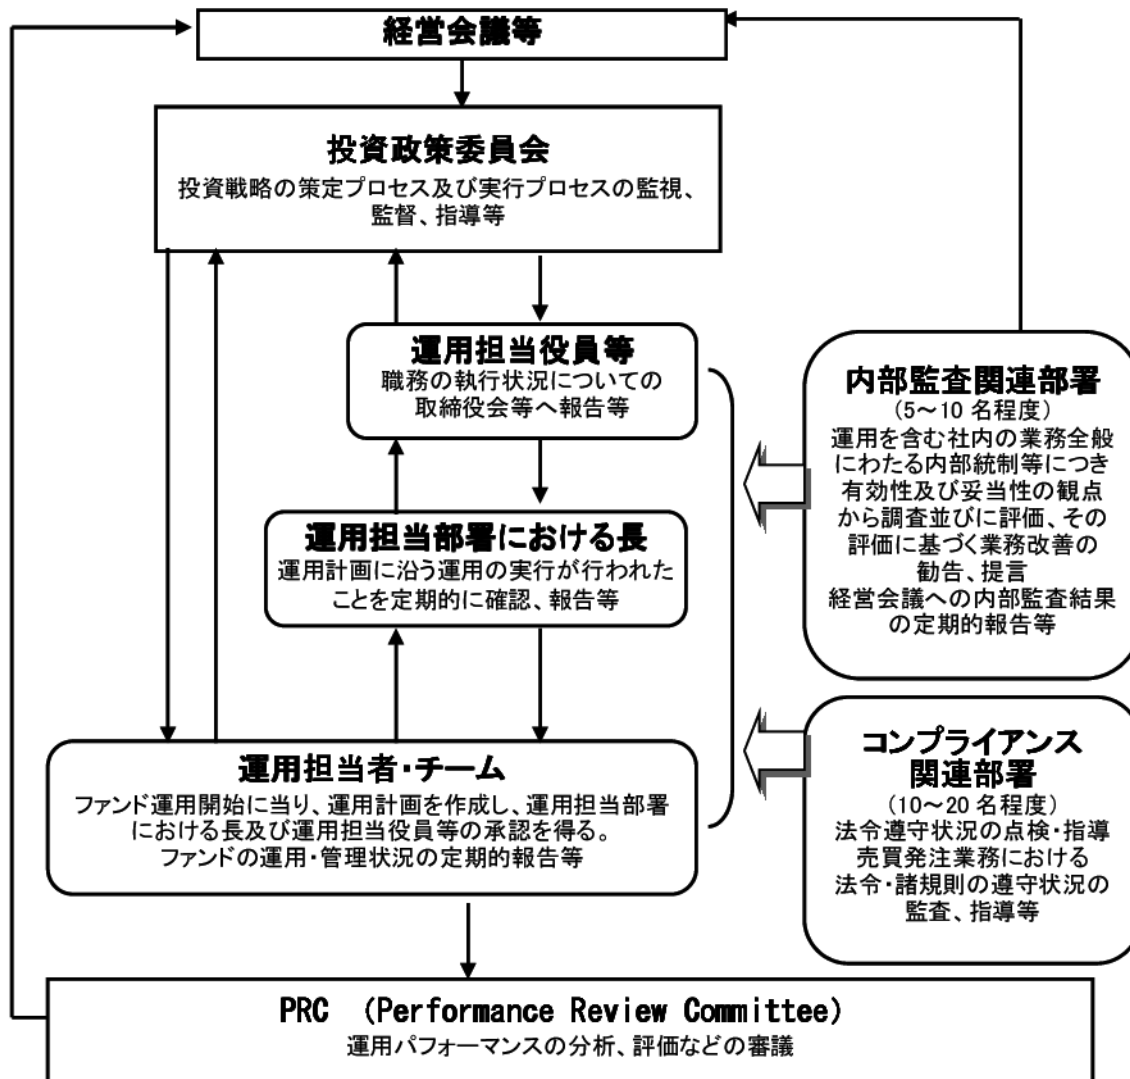 経営会議等
投資政策委員会
投資戦略の策定プロセス及び実行プロセスの監視、
監督、指導等
運用担当役員等
職務の執行状況についての
取締役会等へ報告等
運用担当部署における長
運用計画に沿う運用の実行が行われた
ことを定期的に確認、報告等
運用担当者・チーム
ファンド運用開始に当り、運用計画を作成し、運用担当部署
における長及び運用担当役員等の承認を得る。
ファンドの運用・管理状況の定期的報告等
内部監査関連部署
（5～10 名程度）
運用を含む社内の業務全般
にわたる内部統制等につき
有効性及び妥当性の観点
から調査並びに評価、その
評価に基づく業務改善の
勧告、提言
経営会議への内部監査結果
の定期的報告等
コンプライアンス
関連部署
（10～20 名程度）
法令遵守状況の点検・指導
売買発注業務における
法令・諸規則の遵守状況の
監査、指導等
PRC （Performance Review Committee）
運用パフォーマンスの分析、評価などの審議